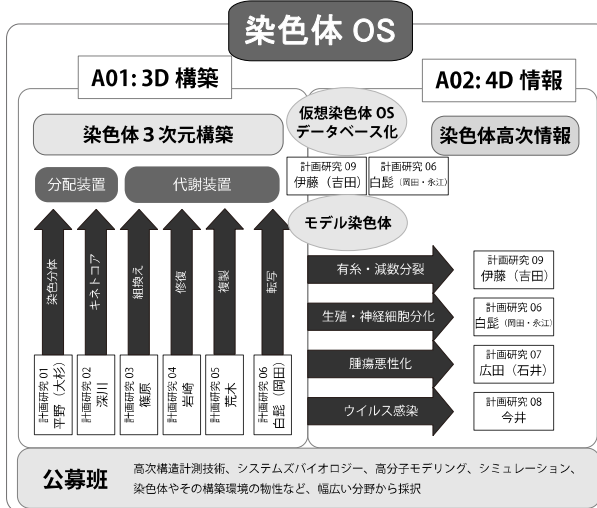 染色体 OS
A01: 3D 構築
A02: 4D 情報
染色体3次元構築
仮想染色体 OS
データベース化
染色体高次情報
計画研究 09
伊藤（吉田）
計画研究 06
白髭（岡田・永江）
分配装置
代謝装置
モデル染色体
染色分体
キネトコア
組換え
修復
複製
転写
計画研究 01
平野（大杉）
計画研究 02
深川
計画研究 03
篠原
計画研究 04
岩崎
計画研究 05
荒木
計画研究 06
白髭（岡田）
有糸・減数分裂
計画研究 09
伊藤（吉田）
生殖・神経細胞分化
計画研究 06
白髭（岡田・永江）
腫瘍悪性化
計画研究 07
広田（石井）
ウイルス感染
計画研究 08
今井
公募班
高次構造計測技術、システムズバイオロジー、高分子モデリング、シミュレーション、
染色体やその構築環境の物性など、幅広い分野から採択